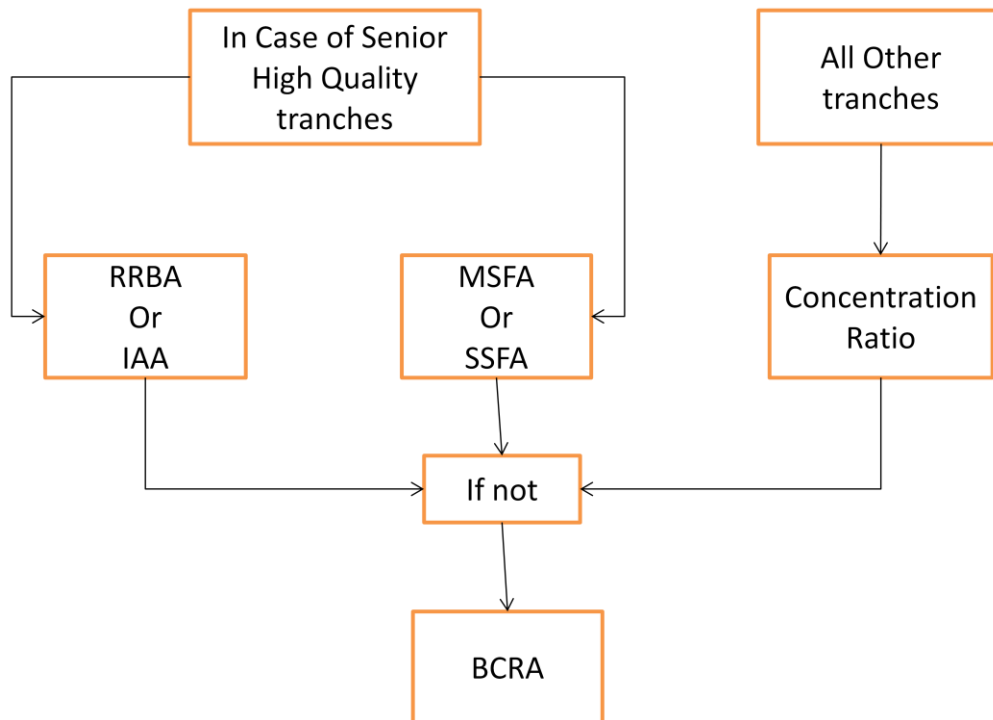 In Case of Senior
High Quality
tranches
All Other
tranches
RRBA
Or
IAA
MSFA
Or
SSFA
Concentration
Ratio
If not
BCRA